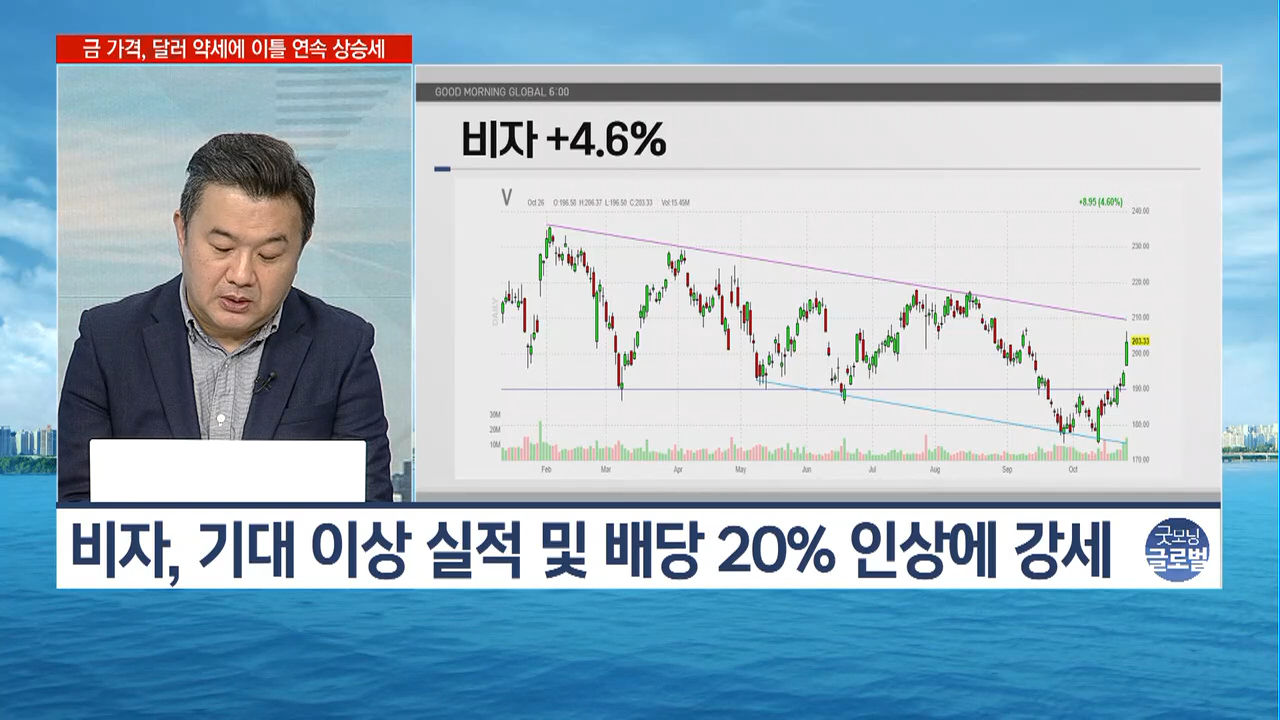 금 가격, 달러 약세에 이틀 연속 상승세
GOOD MORNING GLOBAL 6:00
비자 +4.6%
V Oct 26 O:196.50 H:206.37 L:196.50 C:203.33 Vol:15.45M +8.95 (4.60%)
DAILY
240.00
230.00
220.00
210.00
203.33
200.00
190.00
180.00
170.00
30M
20M
10M
Feb Mar Apr May Jun Jul Aug Sep Oct
비자, 기대 이상 실적 및 배당 20% 인상에 강세
굿모닝
글로벌